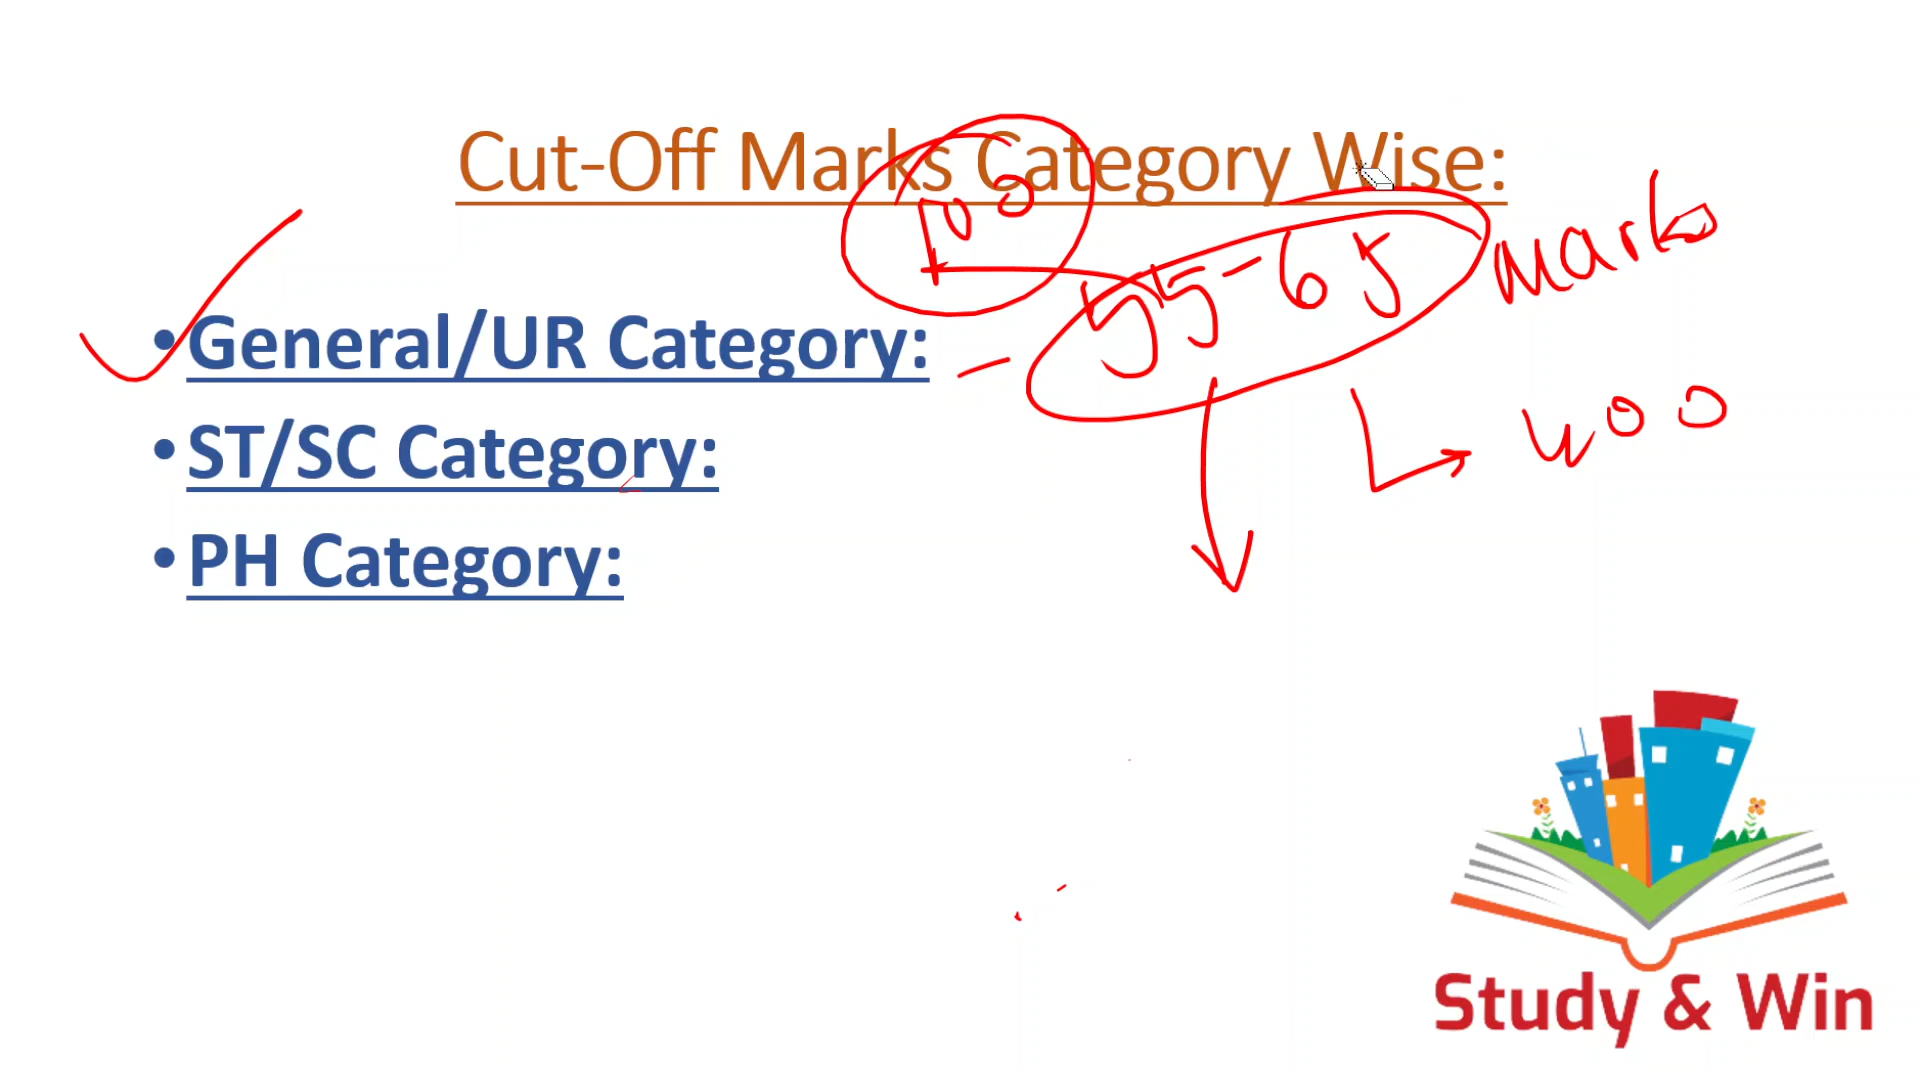 Cut-Off Marks Category Wise:
100
• General/UR Category: - 55-65 Marks
400
• ST/SC Category:
• PH Category:
Study & Win